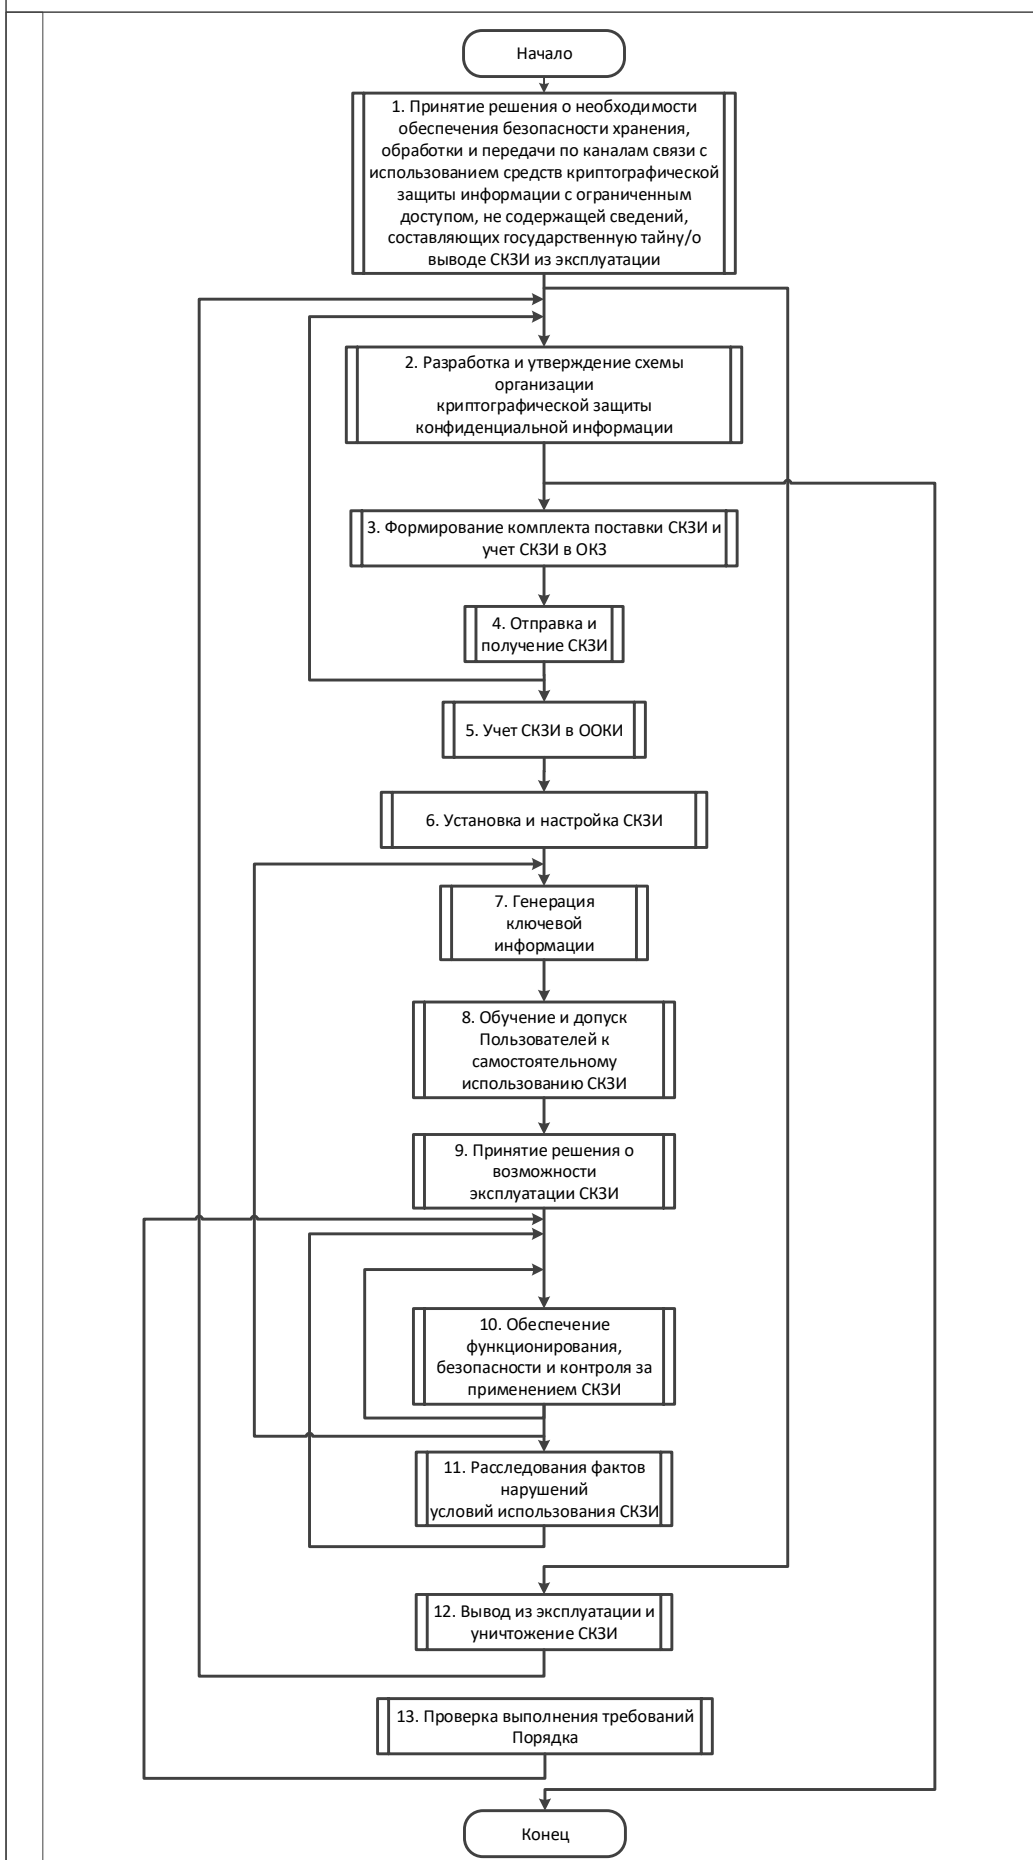 Начало
1. Принятие решения о необходимости
обеспечения безопасности хранения,
обработки и передачи по каналам связи с
использованием средств криптографической
защиты информации с ограниченным
доступом, не содержащей сведений,
составляющих государственную тайну/о
выводе СКЗИ из эксплуатации
2. Разработка и утверждение схемы
организации
криптографической защиты
конфиденциальной информации
3. Формирование комплекта поставки СКЗИ и
учет СКЗИ в ОКЗ
4. Отправка и
получение СКЗИ
5. Учет СКЗИ в ООКИ
6. Установка и настройка СКЗИ
7. Генерация
ключевой
информации
8. Обучение и допуск
Пользователей к
самостоятельному
использованию СКЗИ
9. Принятие решения о
возможности
эксплуатации СКЗИ
10. Обеспечение
функционирования,
безопасности и контроля за
применением СКЗИ
11. Расследования фактов
нарушений
условий использования СКЗИ
12. Вывод из эксплуатации и
уничтожение СКЗИ
13. Проверка выполнения требований
Порядка
Конец